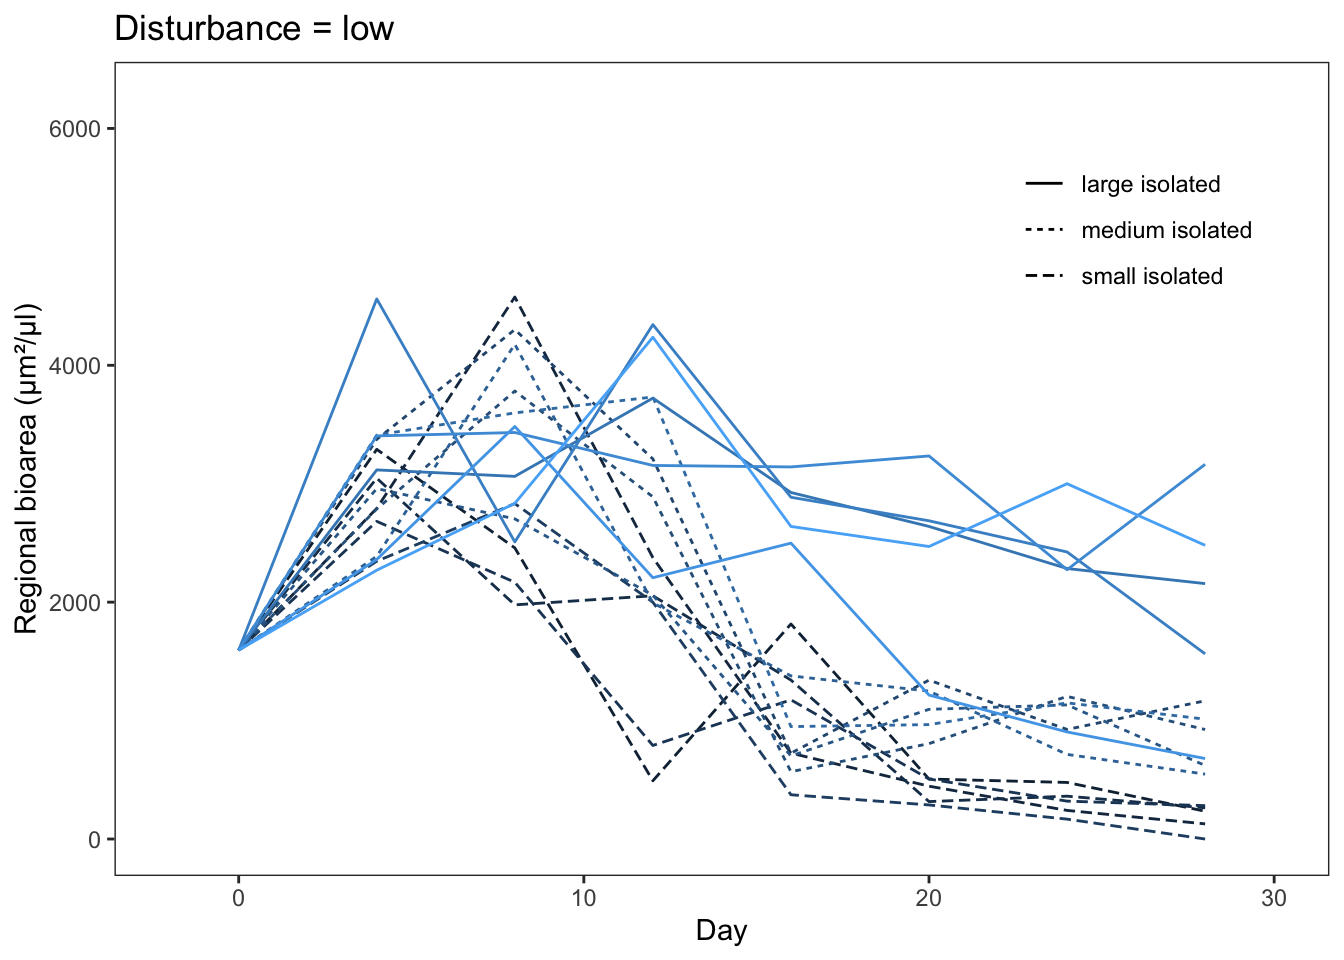 Disturbance = low
Regional bioarea (μm²/μl)
6000
4000
2000
0
large isolated
medium isolated
small isolated
0
10
20
30
Day